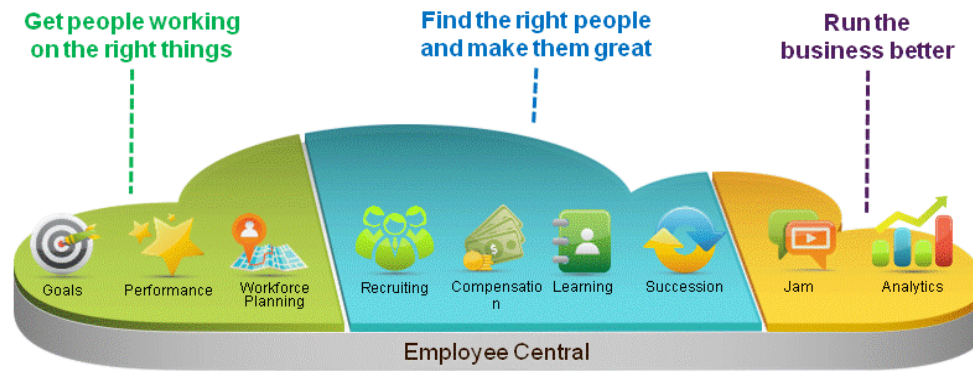 Get people working
on the right things
Find the right people
and make them great
Run the
business better
Goals
Performance
Workforce
Planning
Recruiting
Compensatio
n
Learning
Succession
Jam
Analytics
Employee Central